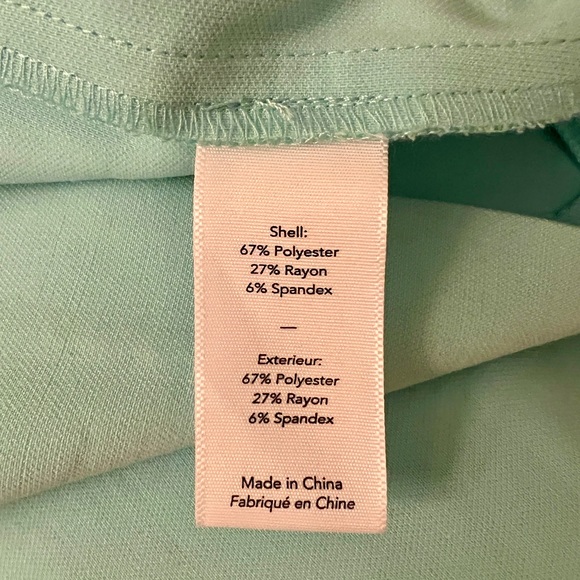 Shell:
67% Polyester
27% Rayon
6% Spandex
—
Exterieur:
67% Polyester
27% Rayon
6% Spandex
Made in China
Fabriqué en Chine